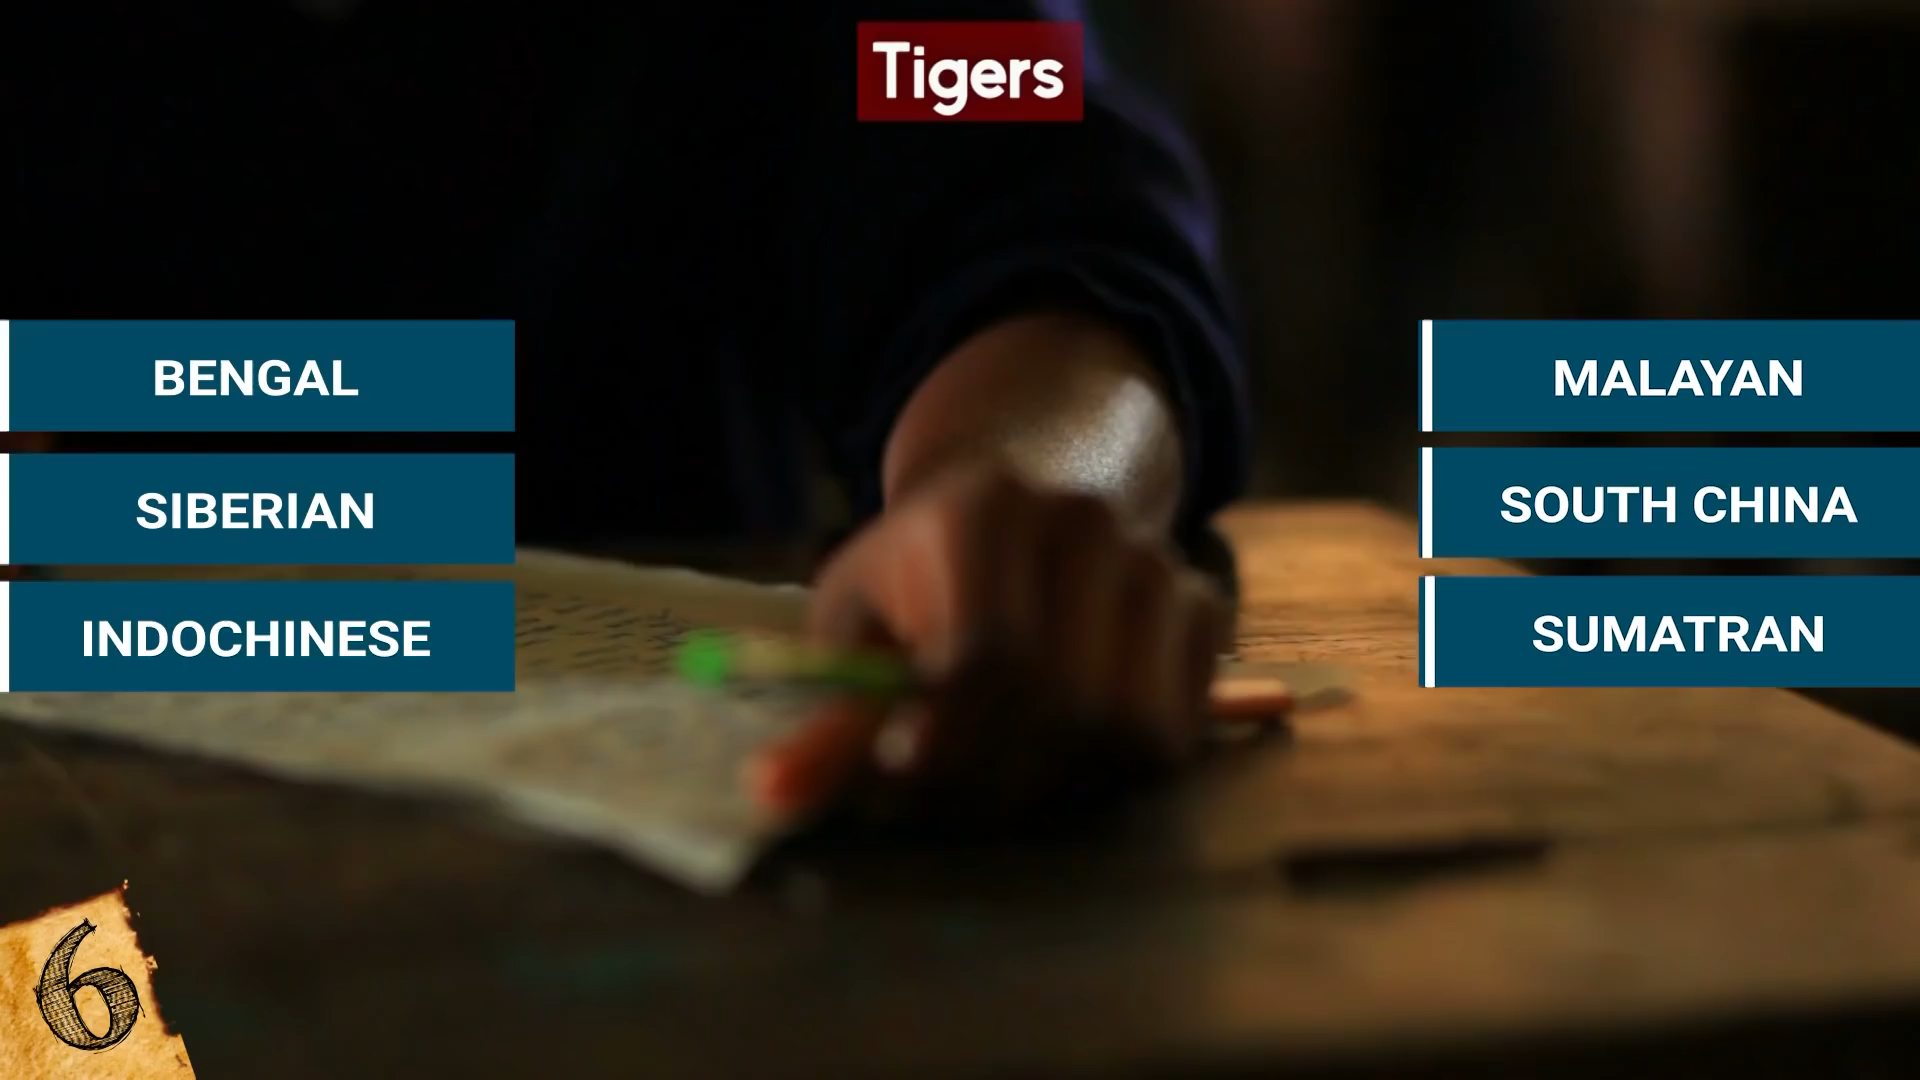 Tigers
BENGAL
SIBERIAN
INDOCHINESE
MALAYAN
SOUTH CHINA
SUMATRAN
6